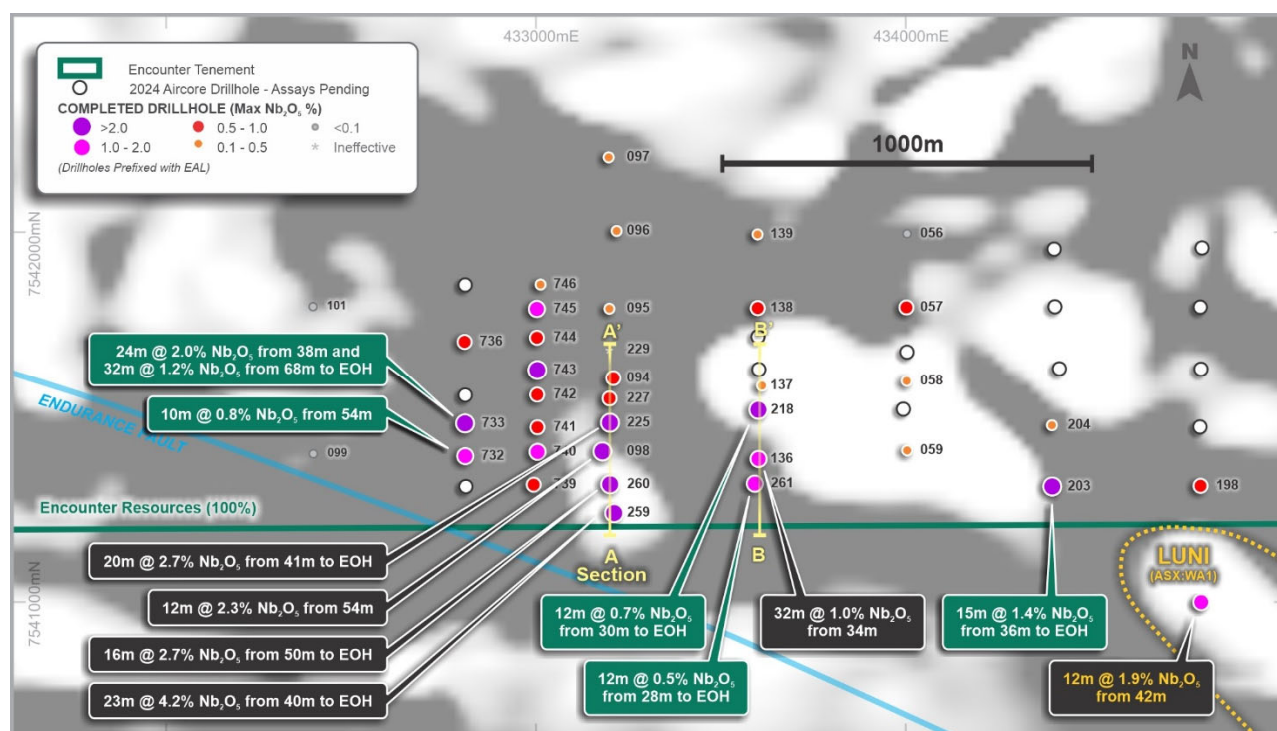 433000mE
434000mE
N
Encounter Tenement
2024 Aircore Drillhole - Assays Pending
COMPLETED DRILLHOLE (Max Nb₂O₅ %)
>2.0
0.5 - 1.0
<0.1
1.0 - 2.0
0.1 - 0.5
Ineffective
(Drillholes Prefixed with EAL)
1000m
097
096
139
056
7542000mN
746
101
745
095
138
057
A'
B'
736
744
229
24m @ 2.0% Nb₂O₅ from 38m and
32m @ 1.2% Nb₂O₅ from 68m to EOH
743
094
137
058
742
227
218
10m @ 0.8% Nb₂O₅ from 54m
ENDURANCE FAULT
733
741
225
204
099
732
740
098
136
059
739
260
261
203
198
259
Encounter Resources (100%)
A
Section
B
LUNI
(ASX:WA1)
20m @ 2.7% Nb₂O₅ from 41m to EOH
12m @ 2.3% Nb₂O₅ from 54m
16m @ 2.7% Nb₂O₅ from 50m to EOH
23m @ 4.2% Nb₂O₅ from 40m to EOH
12m @ 0.7% Nb₂O₅
from 30m to EOH
32m @ 1.0% Nb₂O₅
from 34m
15m @ 1.4% Nb₂O₅
from 36m to EOH
12m @ 0.5% Nb₂O₅
from 28m to EOH
12m @ 1.9% Nb₂O₅
from 42m
7541000mN